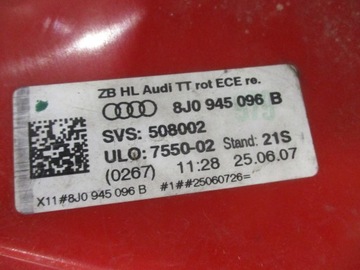 ZB HL Audi TT rot ECE re.
8J0 945 096 B
SVS: 508002
ULO: 7550-02 Stand: 21S
(0267) 11:28 25.06.07
X11#8J0 945 096 B #1##25060726=